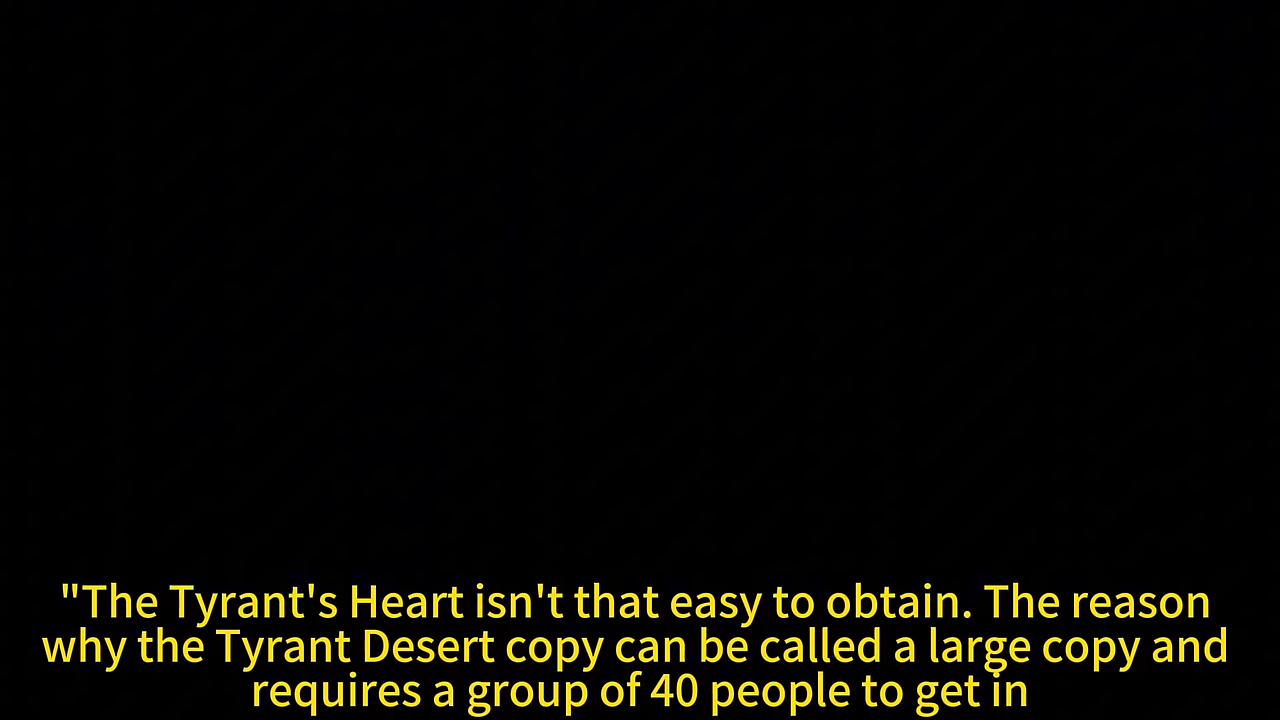 "The Tyrant's Heart isn't that easy to obtain. The reason
why the Tyrant Desert copy can be called a large copy and
requires a group of 40 people to get in